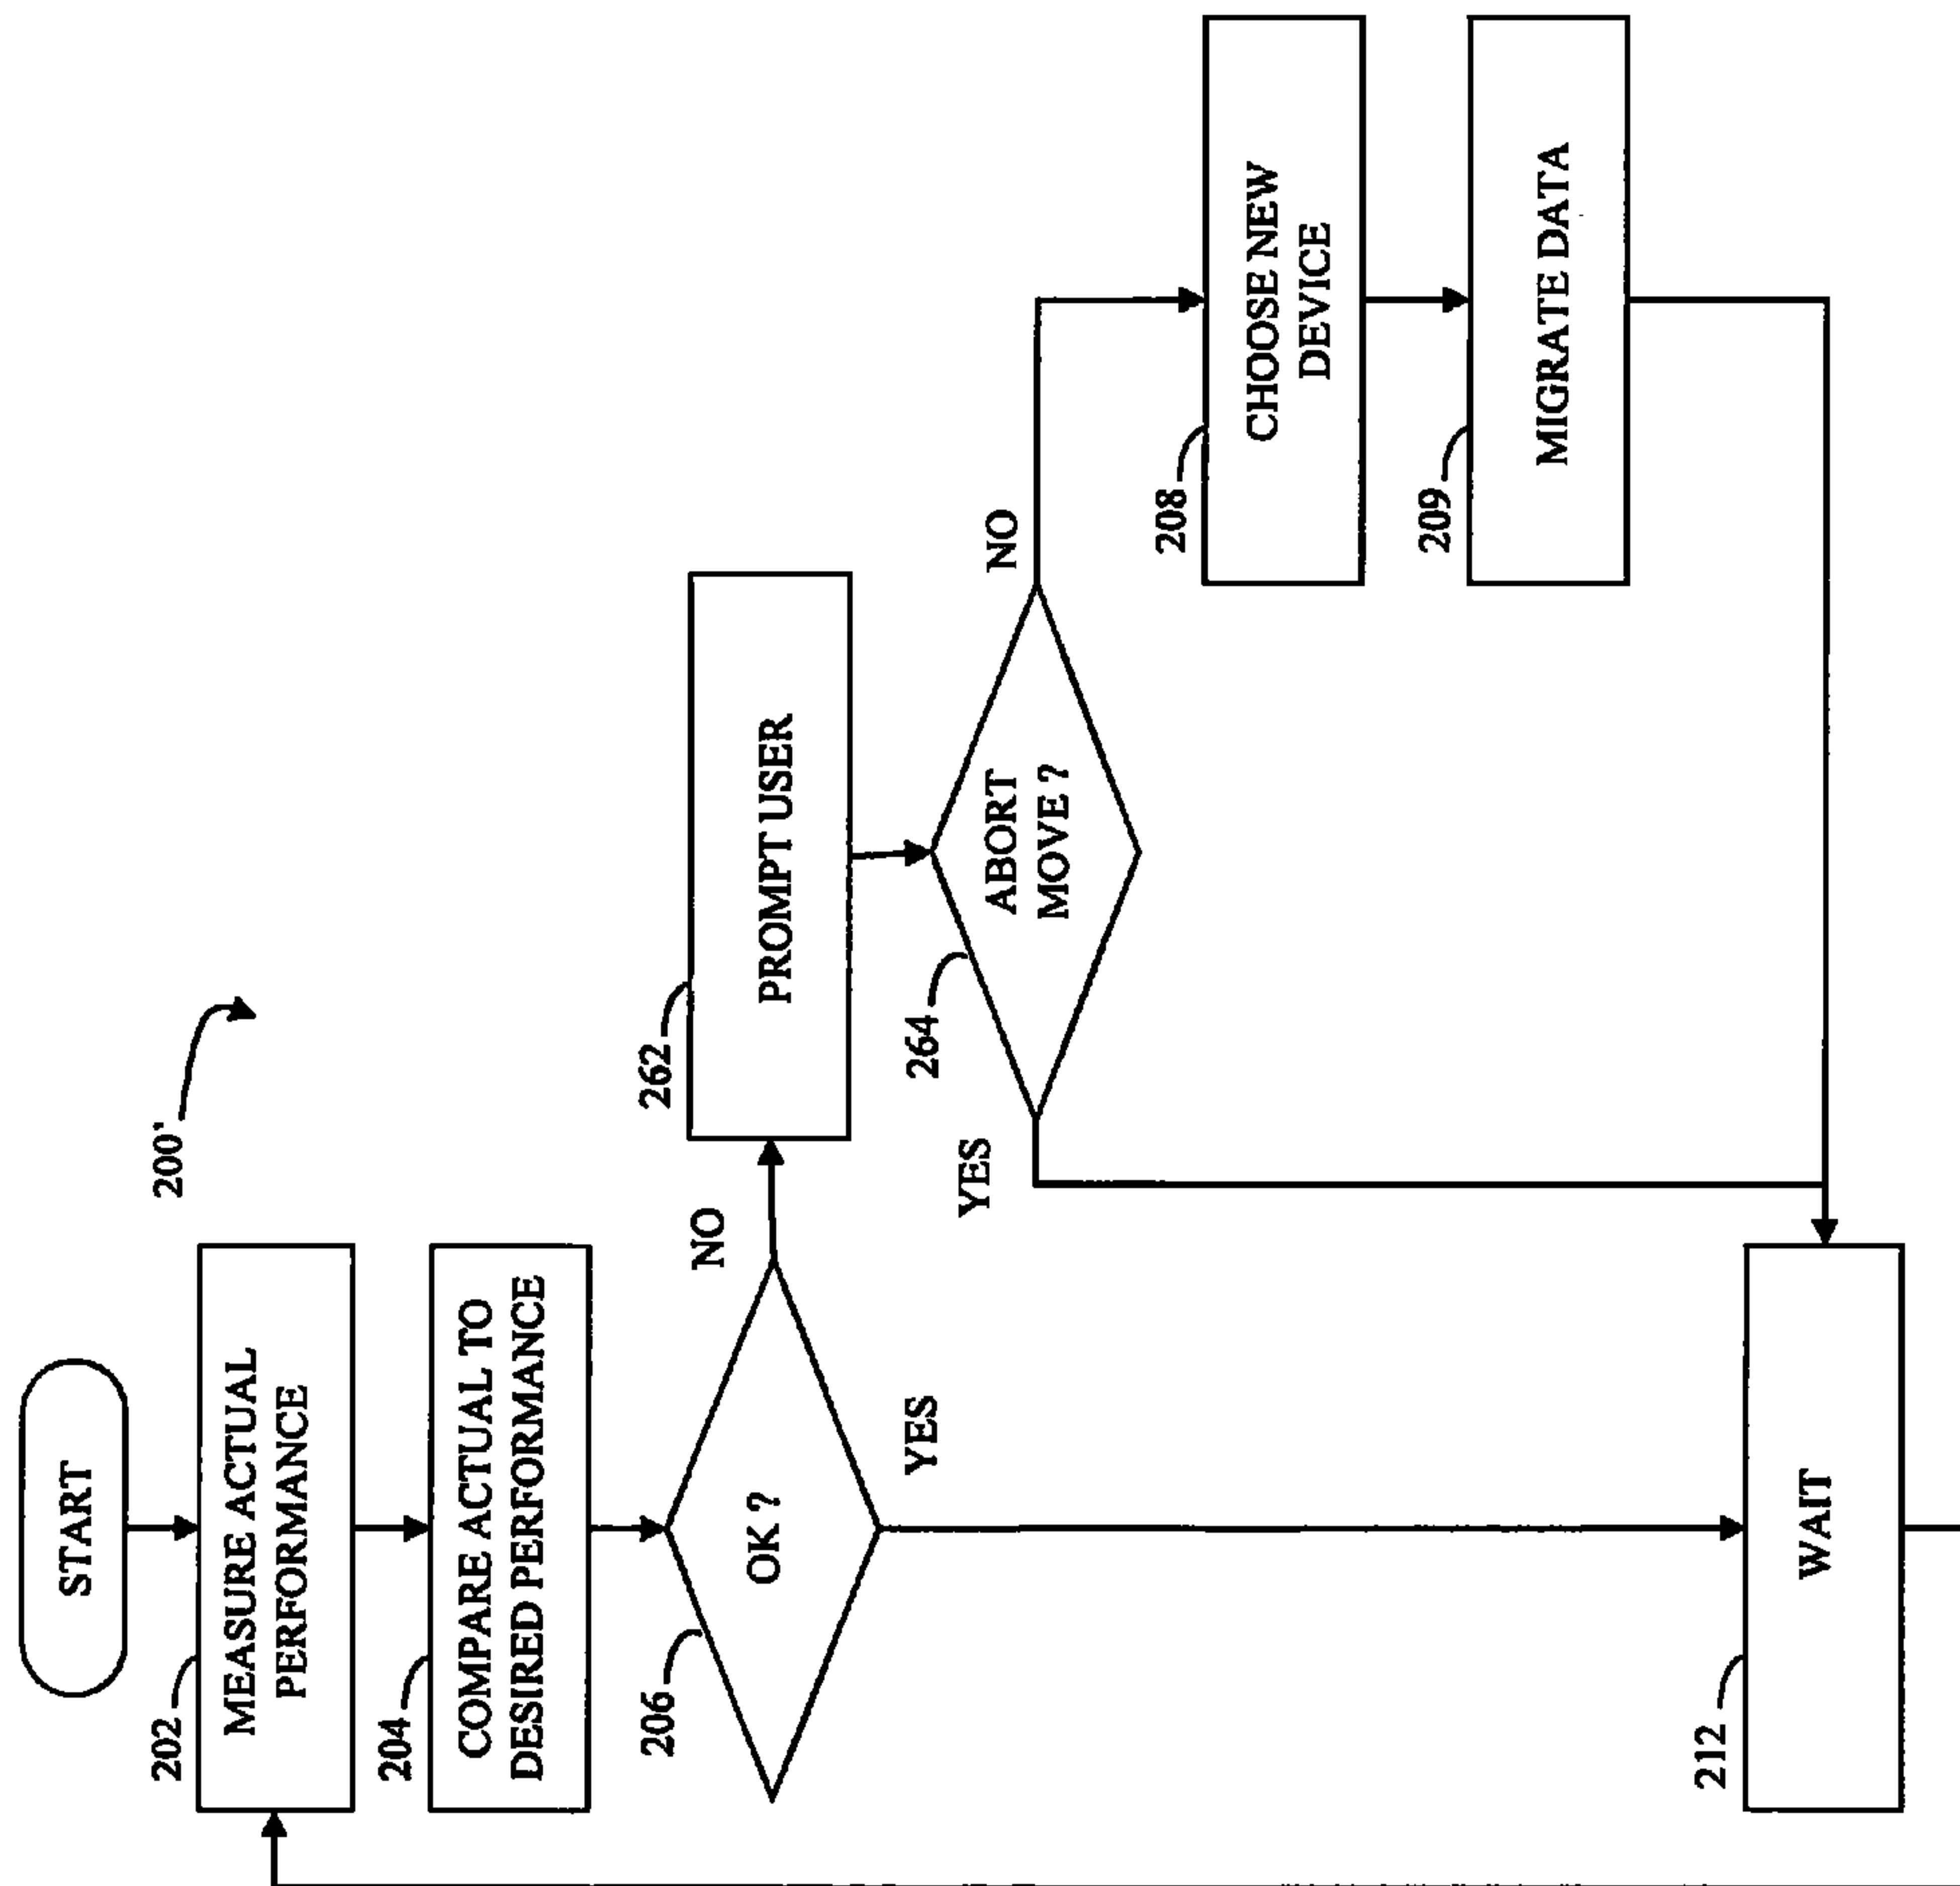 START
200'
202
MEASURE ACTUAL
PERFORMANCE
204
COMPARE ACTUAL TO
DESIRED PERFORMANCE
206
OK ?
NO
YES
262
PROMPT USER
264
ABORT
MOVE ?
YES
NO
208
CHOOSE NEW
DEVICE
209
MIGRATE DATA
212
WAIT